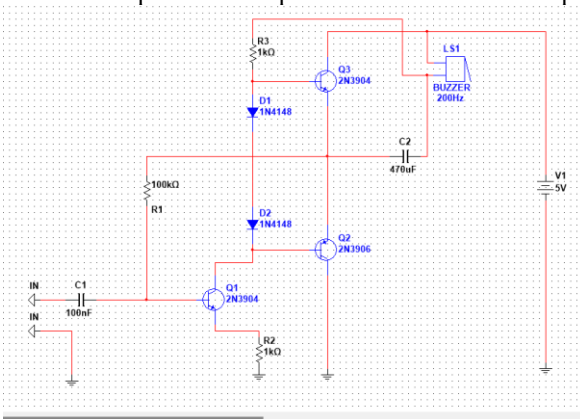 R3
1kΩ
LS1
Q3
2N3904
BUZZER
200Hz
D1
1N4148
C2
470uF
V1
5V
100kΩ
R1
D2
1N4148
Q2
2N3906
IN
C1
100nF
Q1
2N3904
IN
R2
1kΩ